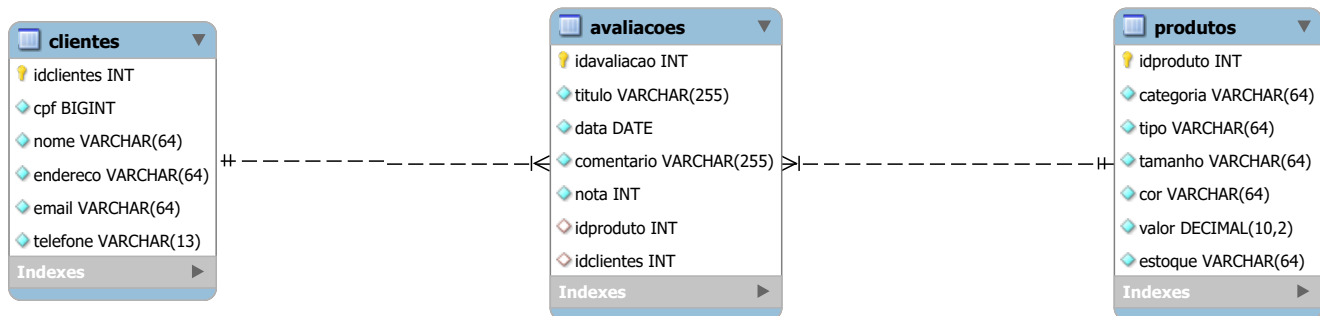 clientes
idclientes INT
cpf BIGINT
nome VARCHAR(64)
endereco VARCHAR(64)
email VARCHAR(64)
telefone VARCHAR(13)
Indexes
avaliacoes
idavaliacao INT
titulo VARCHAR(255)
data DATE
comentario VARCHAR(255)
nota INT
idproduto INT
idclientes INT
Indexes
produtos
idproduto INT
categoria VARCHAR(64)
tipo VARCHAR(64)
tamanho VARCHAR(64)
cor VARCHAR(64)
valor DECIMAL(10,2)
estoque VARCHAR(64)
Indexes